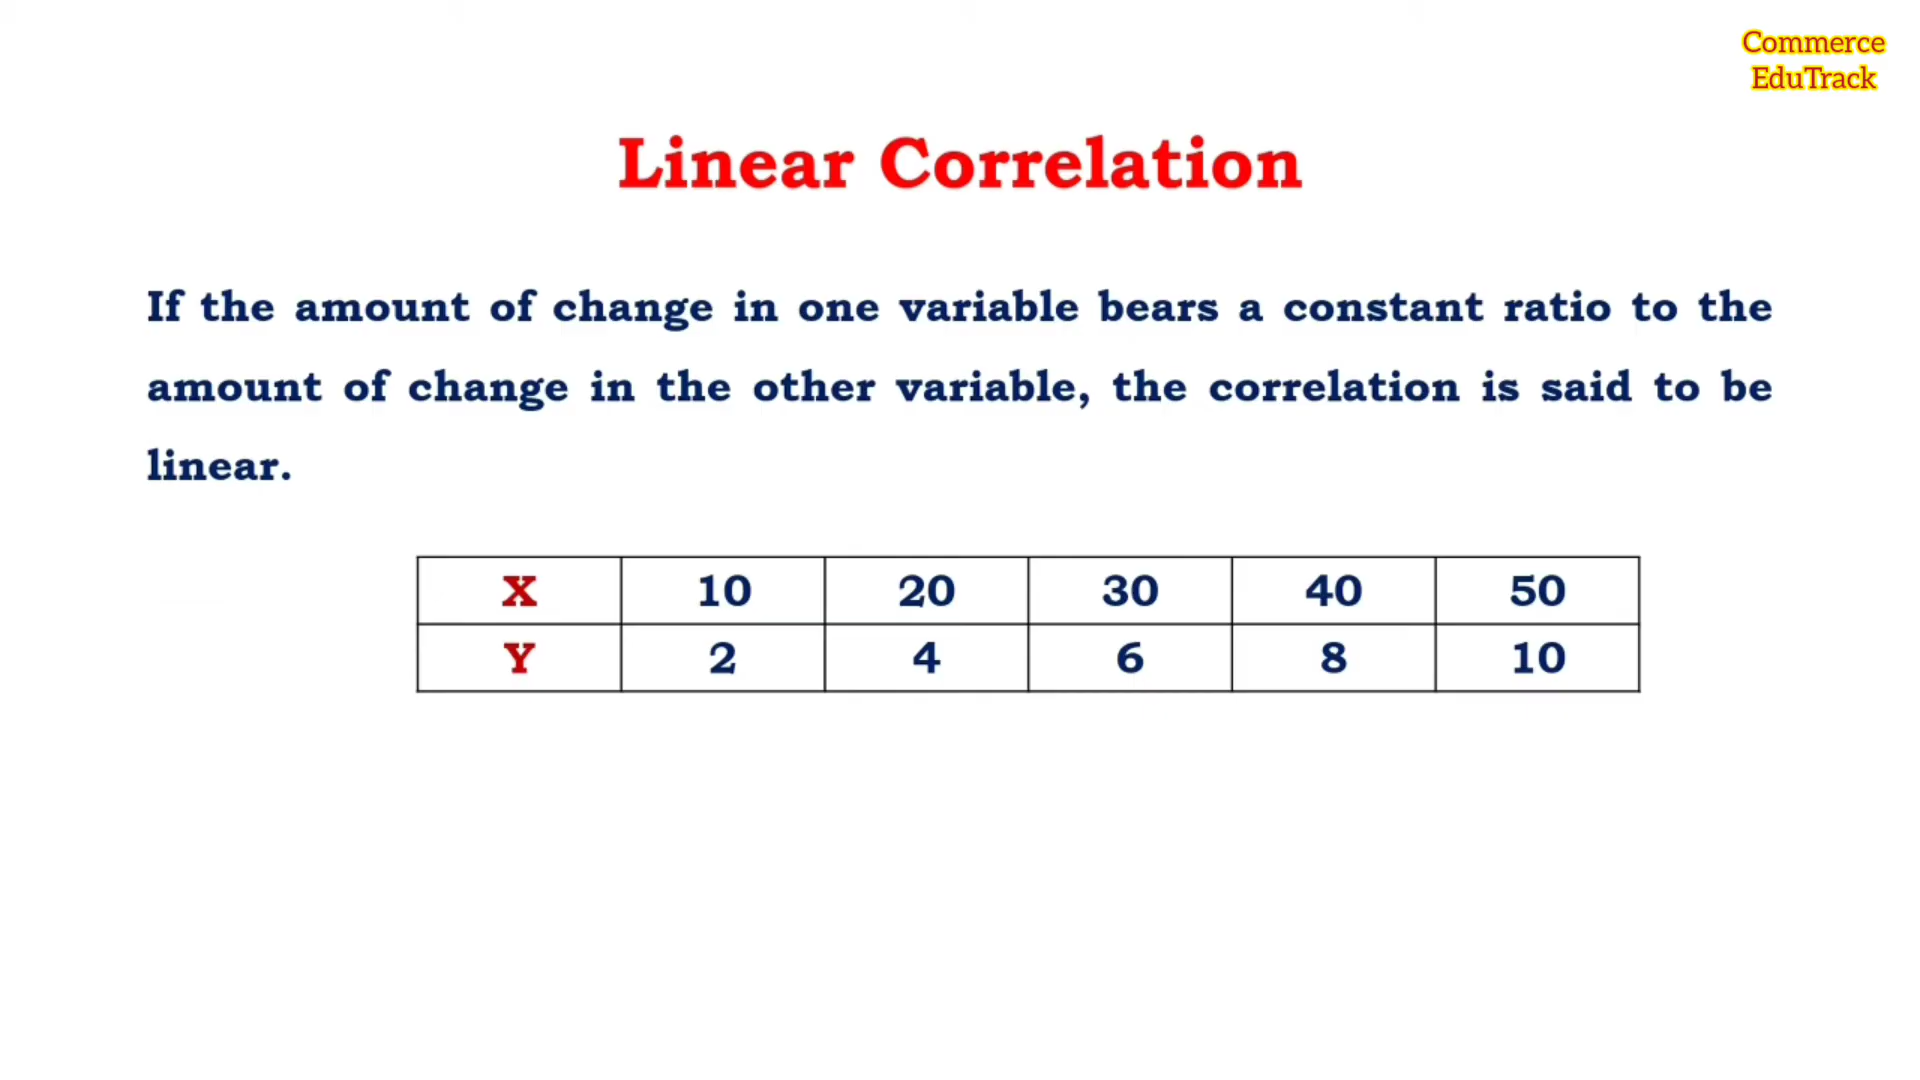 Commerce
EduTrack
Linear Correlation
If the amount of change in one variable bears a constant ratio to the
amount of change in the other variable, the correlation is said to be
linear.
X 10 20 30 40 50
Y 2 4 6 8 10